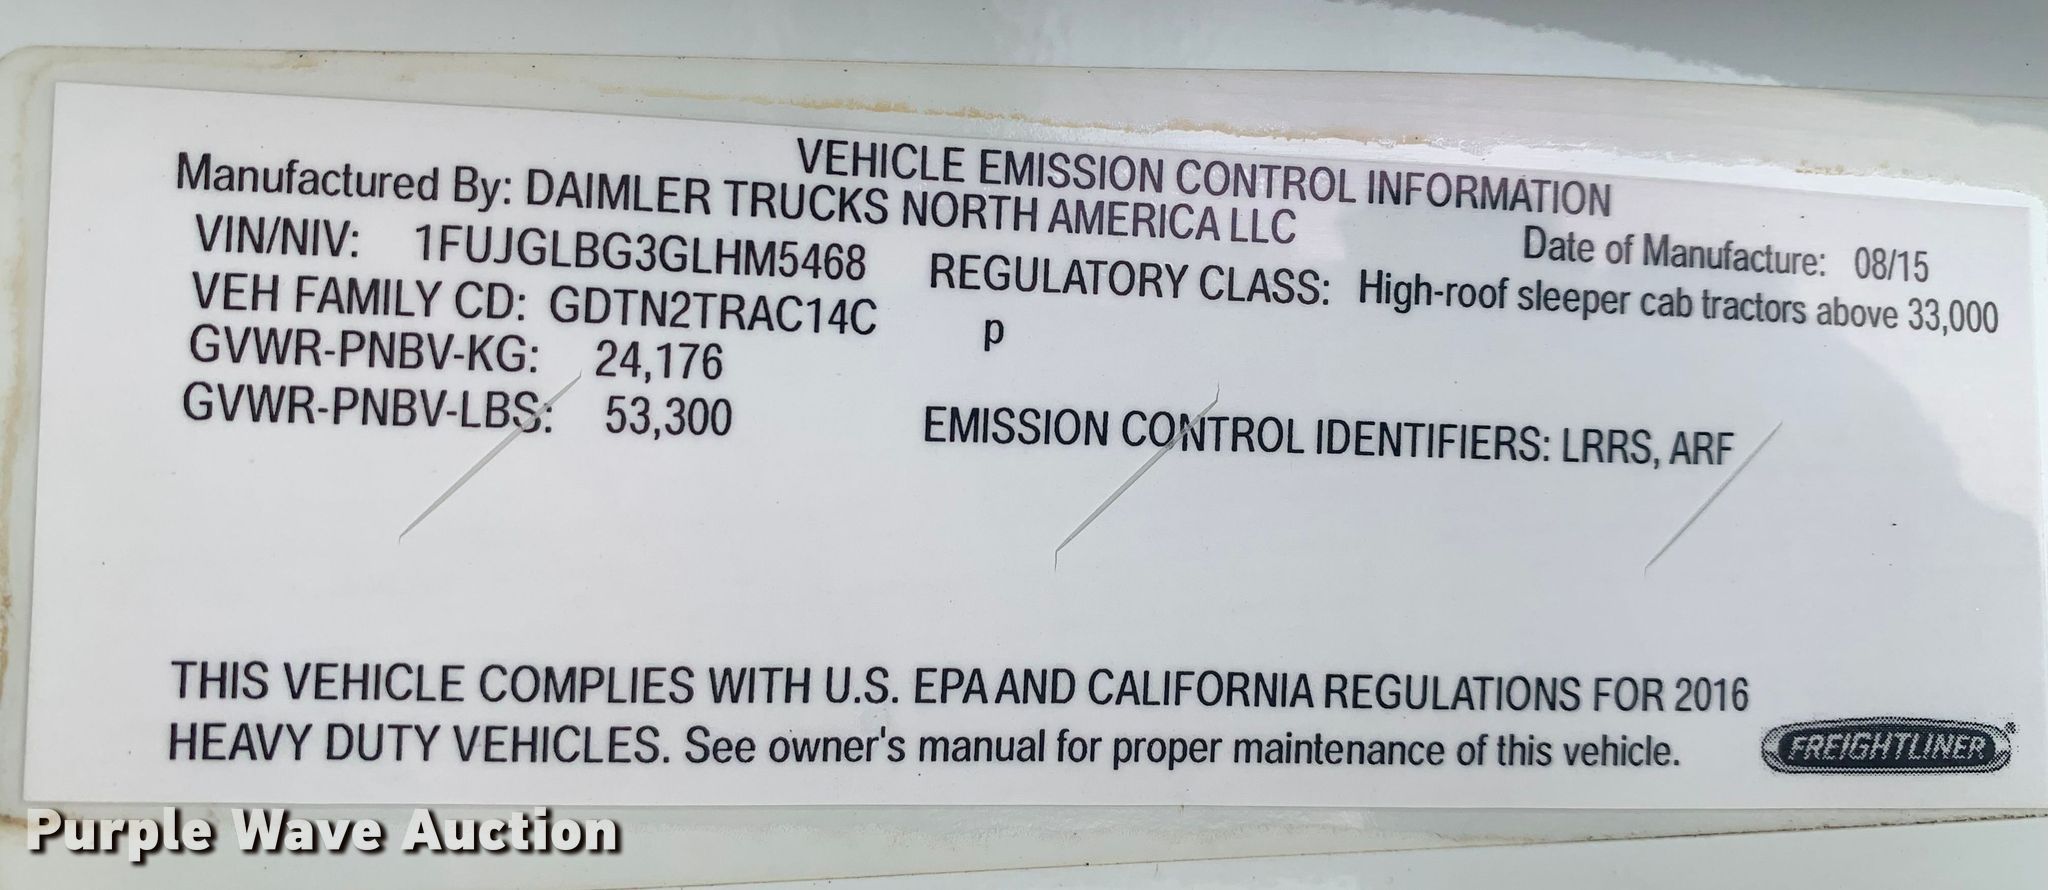 VEHICLE EMISSION CONTROL INFORMATION
Manufactured By: DAIMLER TRUCKS NORTH AMERICA LLC
Date of Manufacture: 08/15
VIN/NIV: 1FUJGLBG3GLHM5468
REGULATORY CLASS: High-roof sleeper cab tractors above 33,000
p
VEH FAMILY CD: GDTN2TRAC14C
GVWR-PNBV-KG: 24,176
GVWR-PNBV-LBS: 53,300
EMISSION CONTROL IDENTIFIERS: LRRS, ARF
THIS VEHICLE COMPLIES WITH U.S. EPA AND CALIFORNIA REGULATIONS FOR 2016
HEAVY DUTY VEHICLES. See owner's manual for proper maintenance of this vehicle.
FREIGHTLINER®
Purple Wave Auction